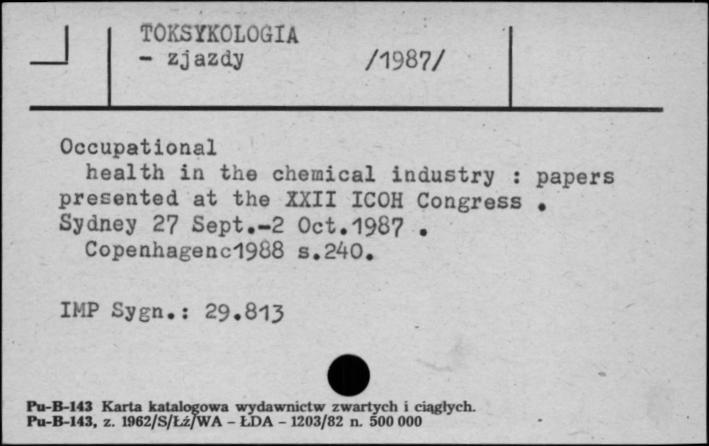 TOKSYKOLOGIA
- zjazdy /1987/
Occupational
health in the chemical industry : papers
presented at the XXII ICOH Congress .
Sydney 27 Sept.-2 Oct.1987 .
Copenhagenc1988 s.240.
IMP Sygn.: 29.813
Pu-B-143 Karta katalogowa wydawnictw zwartych i ciągłych.
Pu-B-143, z. 1962/S/Łż/WA - ŁDA - 1203/82 n. 500 000